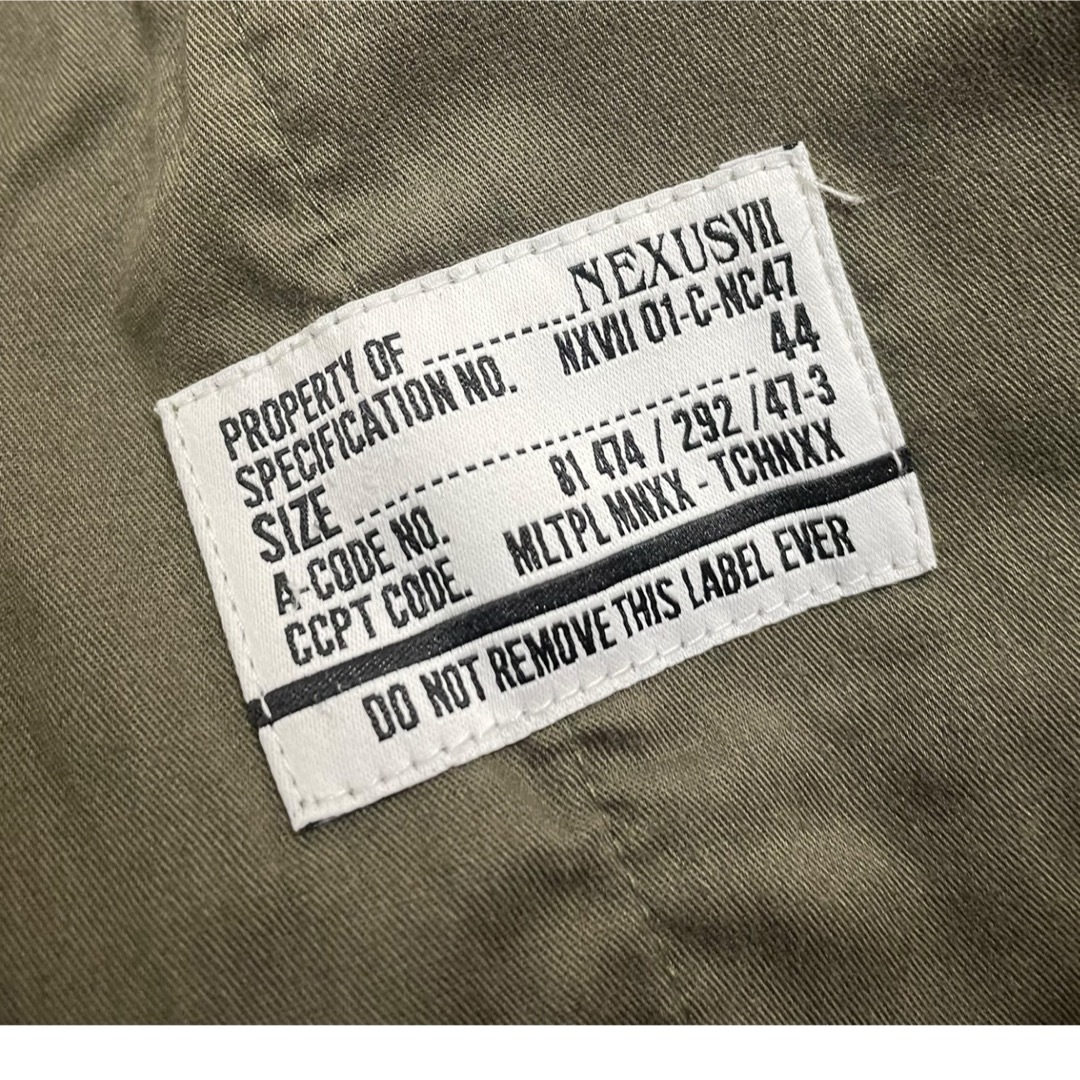 PROPERTY OF ------------ NEXUSVII
SPECIFICATION NO. NXVII 01-C-NC47
SIZE -------------------------------- 44
A-CODE NO. 81 474 / 292 /47-3
CCPT CODE. MLTPL MNXX - TCHNXX
DO NOT REMOVE THIS LABEL EVER